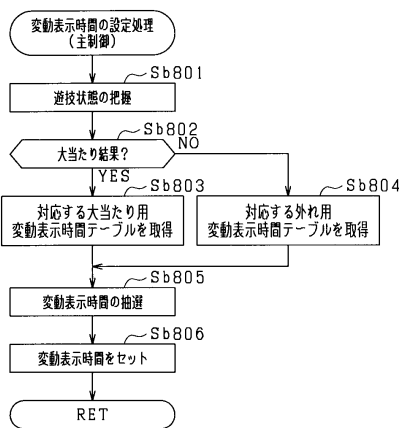 変動表示時間の設定処理
（主制御）
Sb801
遊技状態の把握
Sb802
大当たり結果？
NO
YES
Sb803
Sb804
対応する大当たり用
変動表示時間テーブルを取得
対応する外れ用
変動表示時間テーブルを取得
Sb805
変動表示時間の抽選
Sb806
変動表示時間をセット
RET